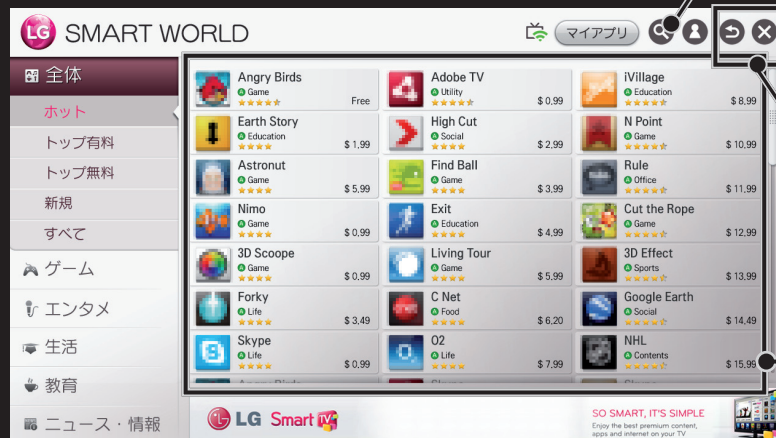 LG SMART WORLD
マイアプリ
全体
ホット
トップ有料
トップ無料
新規
すべて
ゲーム
エンタメ
生活
教育
ニュース・情報
Angry Birds
A Game
Free
Adobe TV
A Utility
$ 0.99
iVillage
A Education
$ 8.99
Earth Story
A Education
$ 1.99
High Cut
A Social
$ 2.99
N Point
A Game
$ 10.99
Astronut
A Game
$ 5.99
Find Ball
A Game
$ 3.99
Rule
A Office
$ 11.99
Nimo
A Game
$ 0.99
Exit
A Education
$ 4.99
Cut the Rope
A Game
$ 12.99
3D Scoope
A Game
$ 0.99
Living Tour
A Game
$ 5.99
3D Effect
A Sports
$ 13.99
Forky
A Life
$ 3.49
C Net
A Food
$ 6,20
Google Earth
A Social
$ 14.49
Skype
A Life
$ 0.99
O2
A Life
$ 7.99
NHL
A Contents
$ 15.99
LG Smart TV
SO SMART, IT'S SIMPLE
Enjoy the best premium content,
apps and internet on your TV